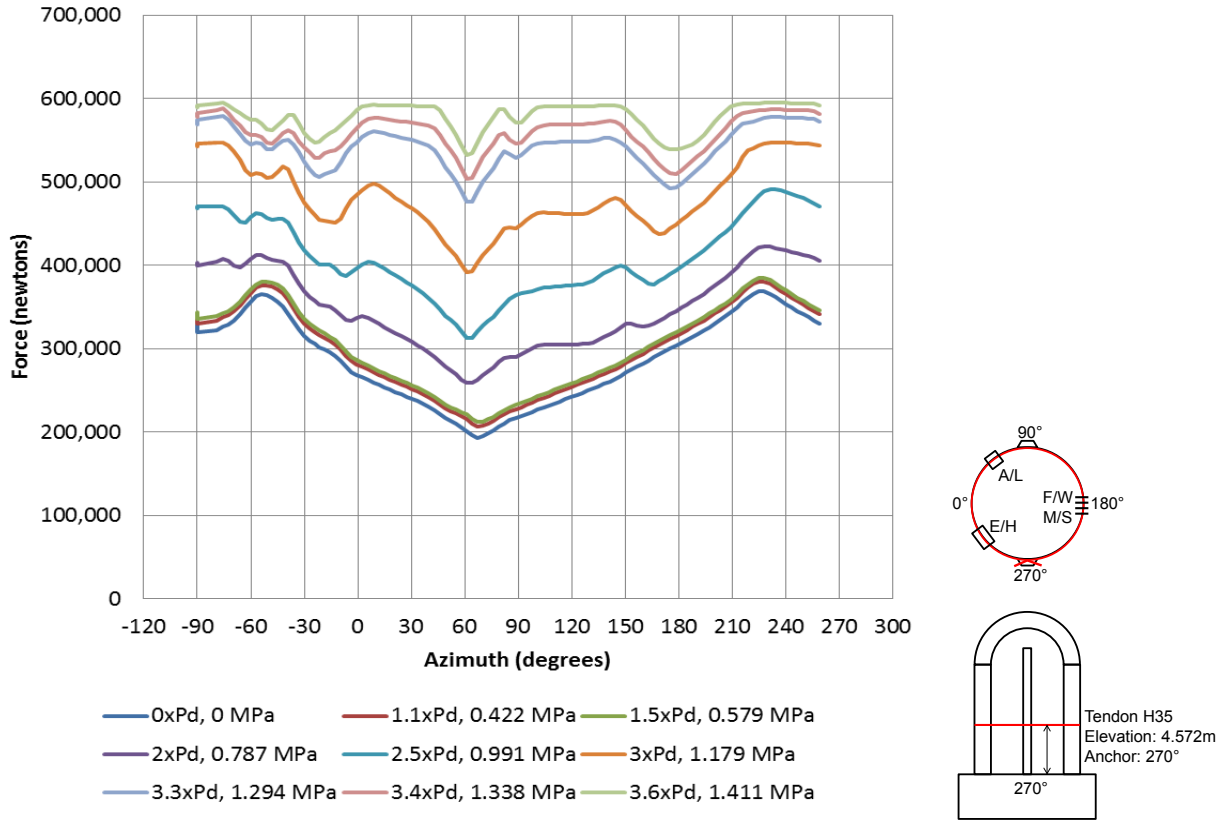 700,000
600,000
500,000
400,000
300,000
200,000
100,000
0
Force (newtons)
-120 -90 -60 -30 0 30 60 90 120 150 180 210 240 270 300
Azimuth (degrees)
0xPd, 0 MPa 1.1xPd, 0.422 MPa 1.5xPd, 0.579 MPa
2xPd, 0.787 MPa 2.5xPd, 0.991 MPa 3xPd, 1.179 MPa
3.3xPd, 1.294 MPa 3.4xPd, 1.338 MPa 3.6xPd, 1.411 MPa
90°
A/L
0° F/W 180°
M/S
E/H
270°
Tendon H35
Elevation: 4.572m
Anchor: 270°
270°